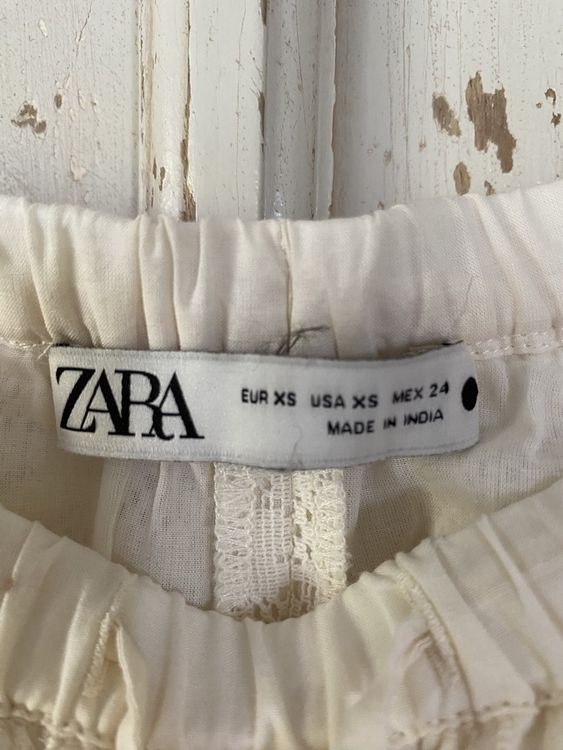 ZARA
EUR XS USA XS MEX 24
MADE IN INDIA